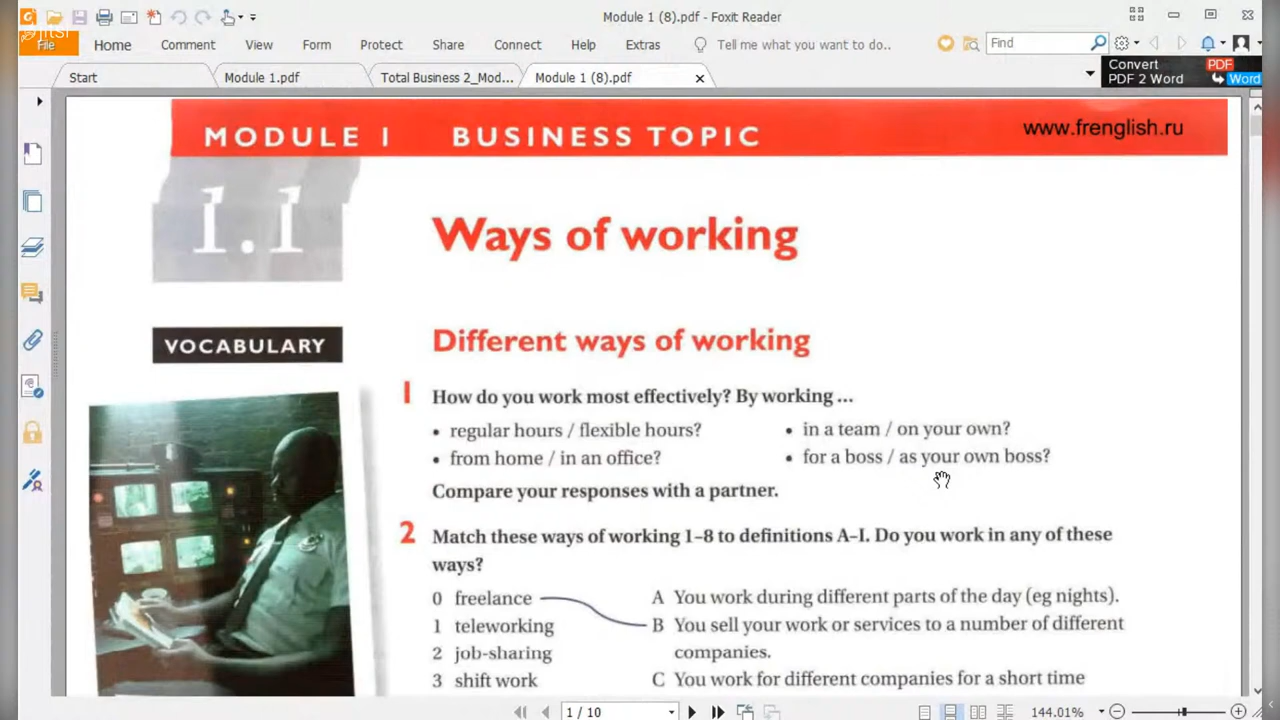 Module 1 (8).pdf - Foxit Reader
Jitsi
File Home Comment View Form Protect Share Connect Help Extras Tell me what you want to do.. Find
Start Module 1.pdf Total Business 2_Mod... Module 1 (8).pdf
Convert PDF
PDF 2 Word Word
MODULE 1 BUSINESS TOPIC www.frenglish.ru
1.1
Ways of working
VOCABULARY
Different ways of working
1 How do you work most effectively? By working ...
• regular hours / flexible hours? • in a team / on your own?
• from home / in an office? • for a boss / as your own boss?
Compare your responses with a partner.
2 Match these ways of working 1–8 to definitions A–I. Do you work in any of these
ways?
0 freelance A You work during different parts of the day (eg nights).
1 teleworking B You sell your work or services to a number of different
2 job-sharing companies.
3 shift work C You work for different companies for a short time
1 / 10 144.01%